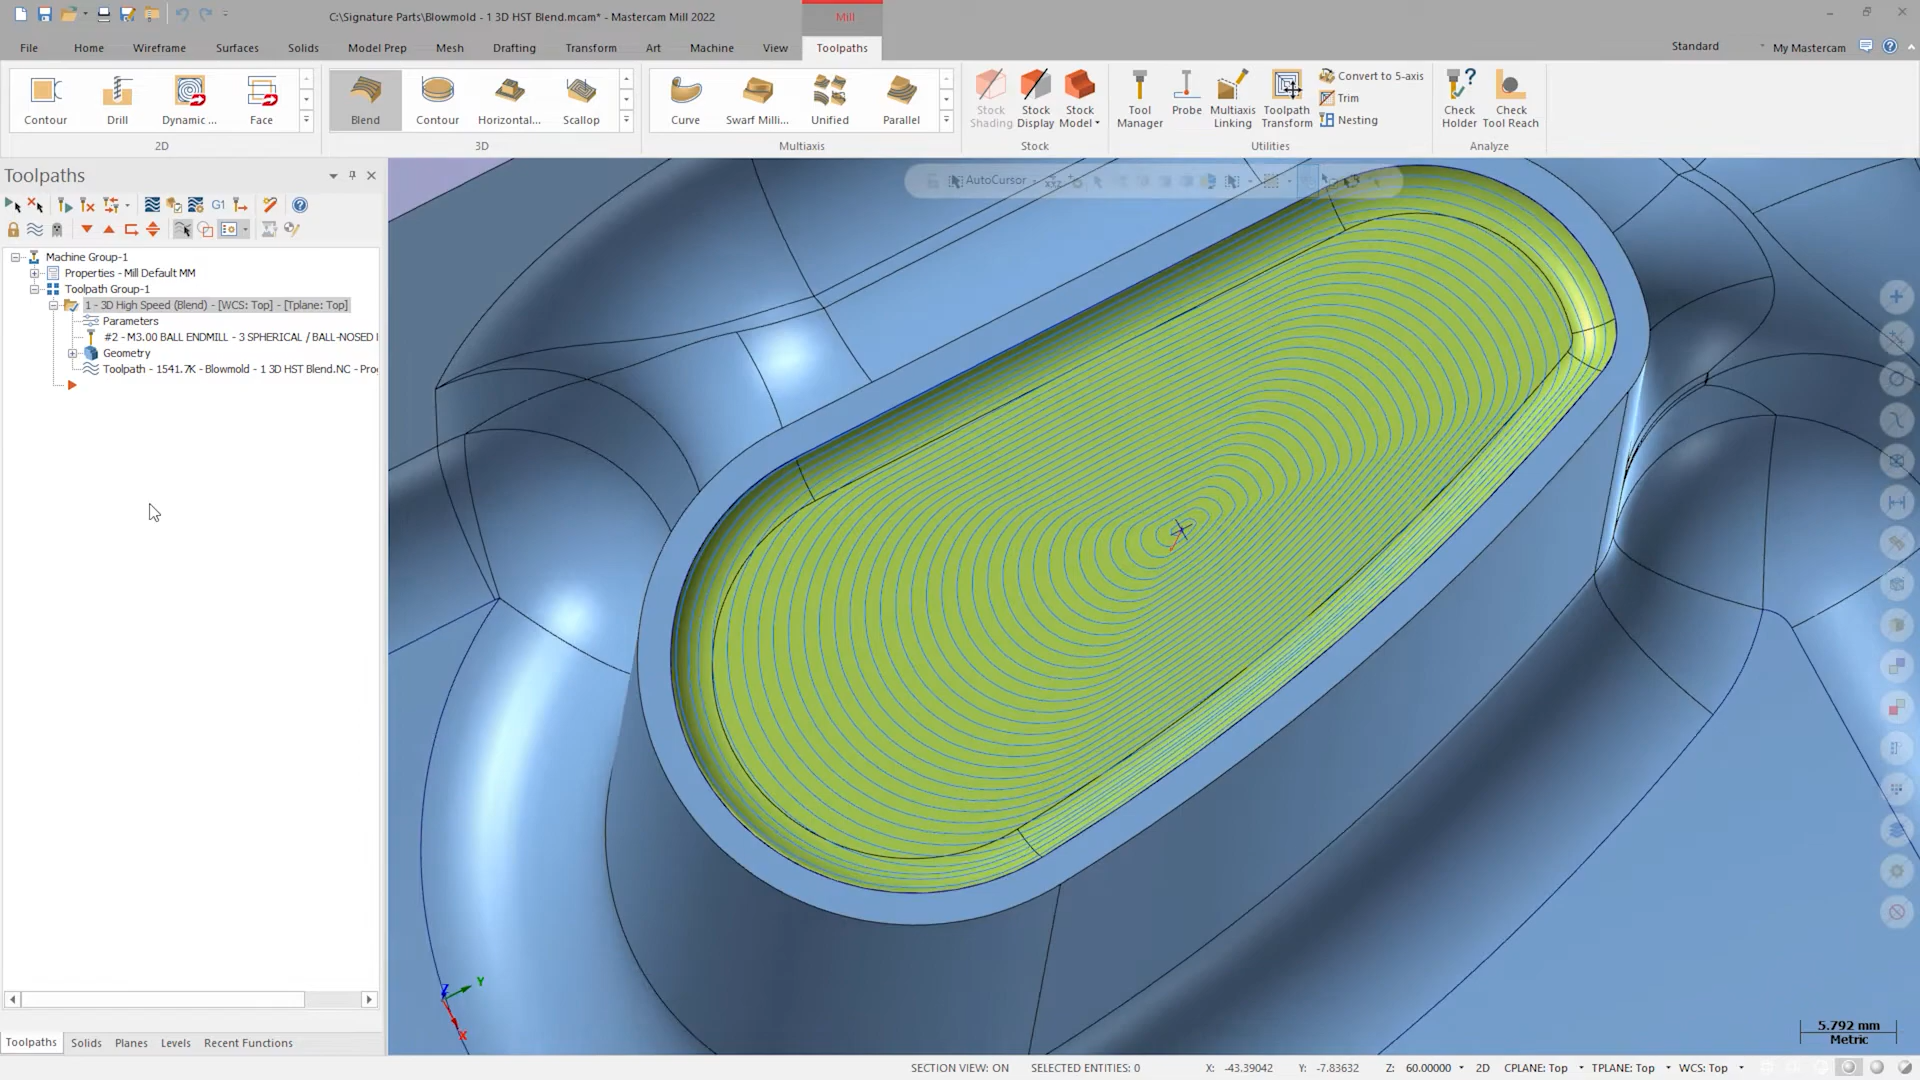 C:\Signature Parts\Blowmold - 1 3D HST Blend.mcam* - Mastercam Mill 2022
Mill
File
Home
Wireframe
Surfaces
Solids
Model Prep
Mesh
Drafting
Transform
Art
Machine
View
Toolpaths
Standard
My Mastercam
Contour
Drill
Dynamic ...
Face
2D
Blend
Contour
Horizontal...
Scallop
3D
Curve
Swarf Milli...
Unified
Parallel
Multiaxis
Stock Shading
Stock Display
Stock Model
Stock
Tool Manager
Probe
Multiaxis Linking
Toolpath Transform
Convert to 5-axis
Trim
Nesting
Utilities
Check Holder
Check Tool Reach
Analyze
Toolpaths
AutoCursor
G1
Machine Group-1
Properties - Mill Default MM
Toolpath Group-1
1 - 3D High Speed (Blend) - [WCS: Top] - [Tplane: Top]
Parameters
#2 - M3.00 BALL ENDMILL - 3 SPHERICAL / BALL-NOSED
Geometry
Toolpath - 1541.7K - Blowmold - 1 3D HST Blend.NC - Pro
Z
Y
X
5.792 mm
Metric
Toolpaths
Solids
Planes
Levels
Recent Functions
SECTION VIEW: ON
SELECTED ENTITIES: 0
X: -43.39042
Y: -7.83632
Z: 60.00000
2D
CPLANE: Top
TPLANE: Top
WCS: Top